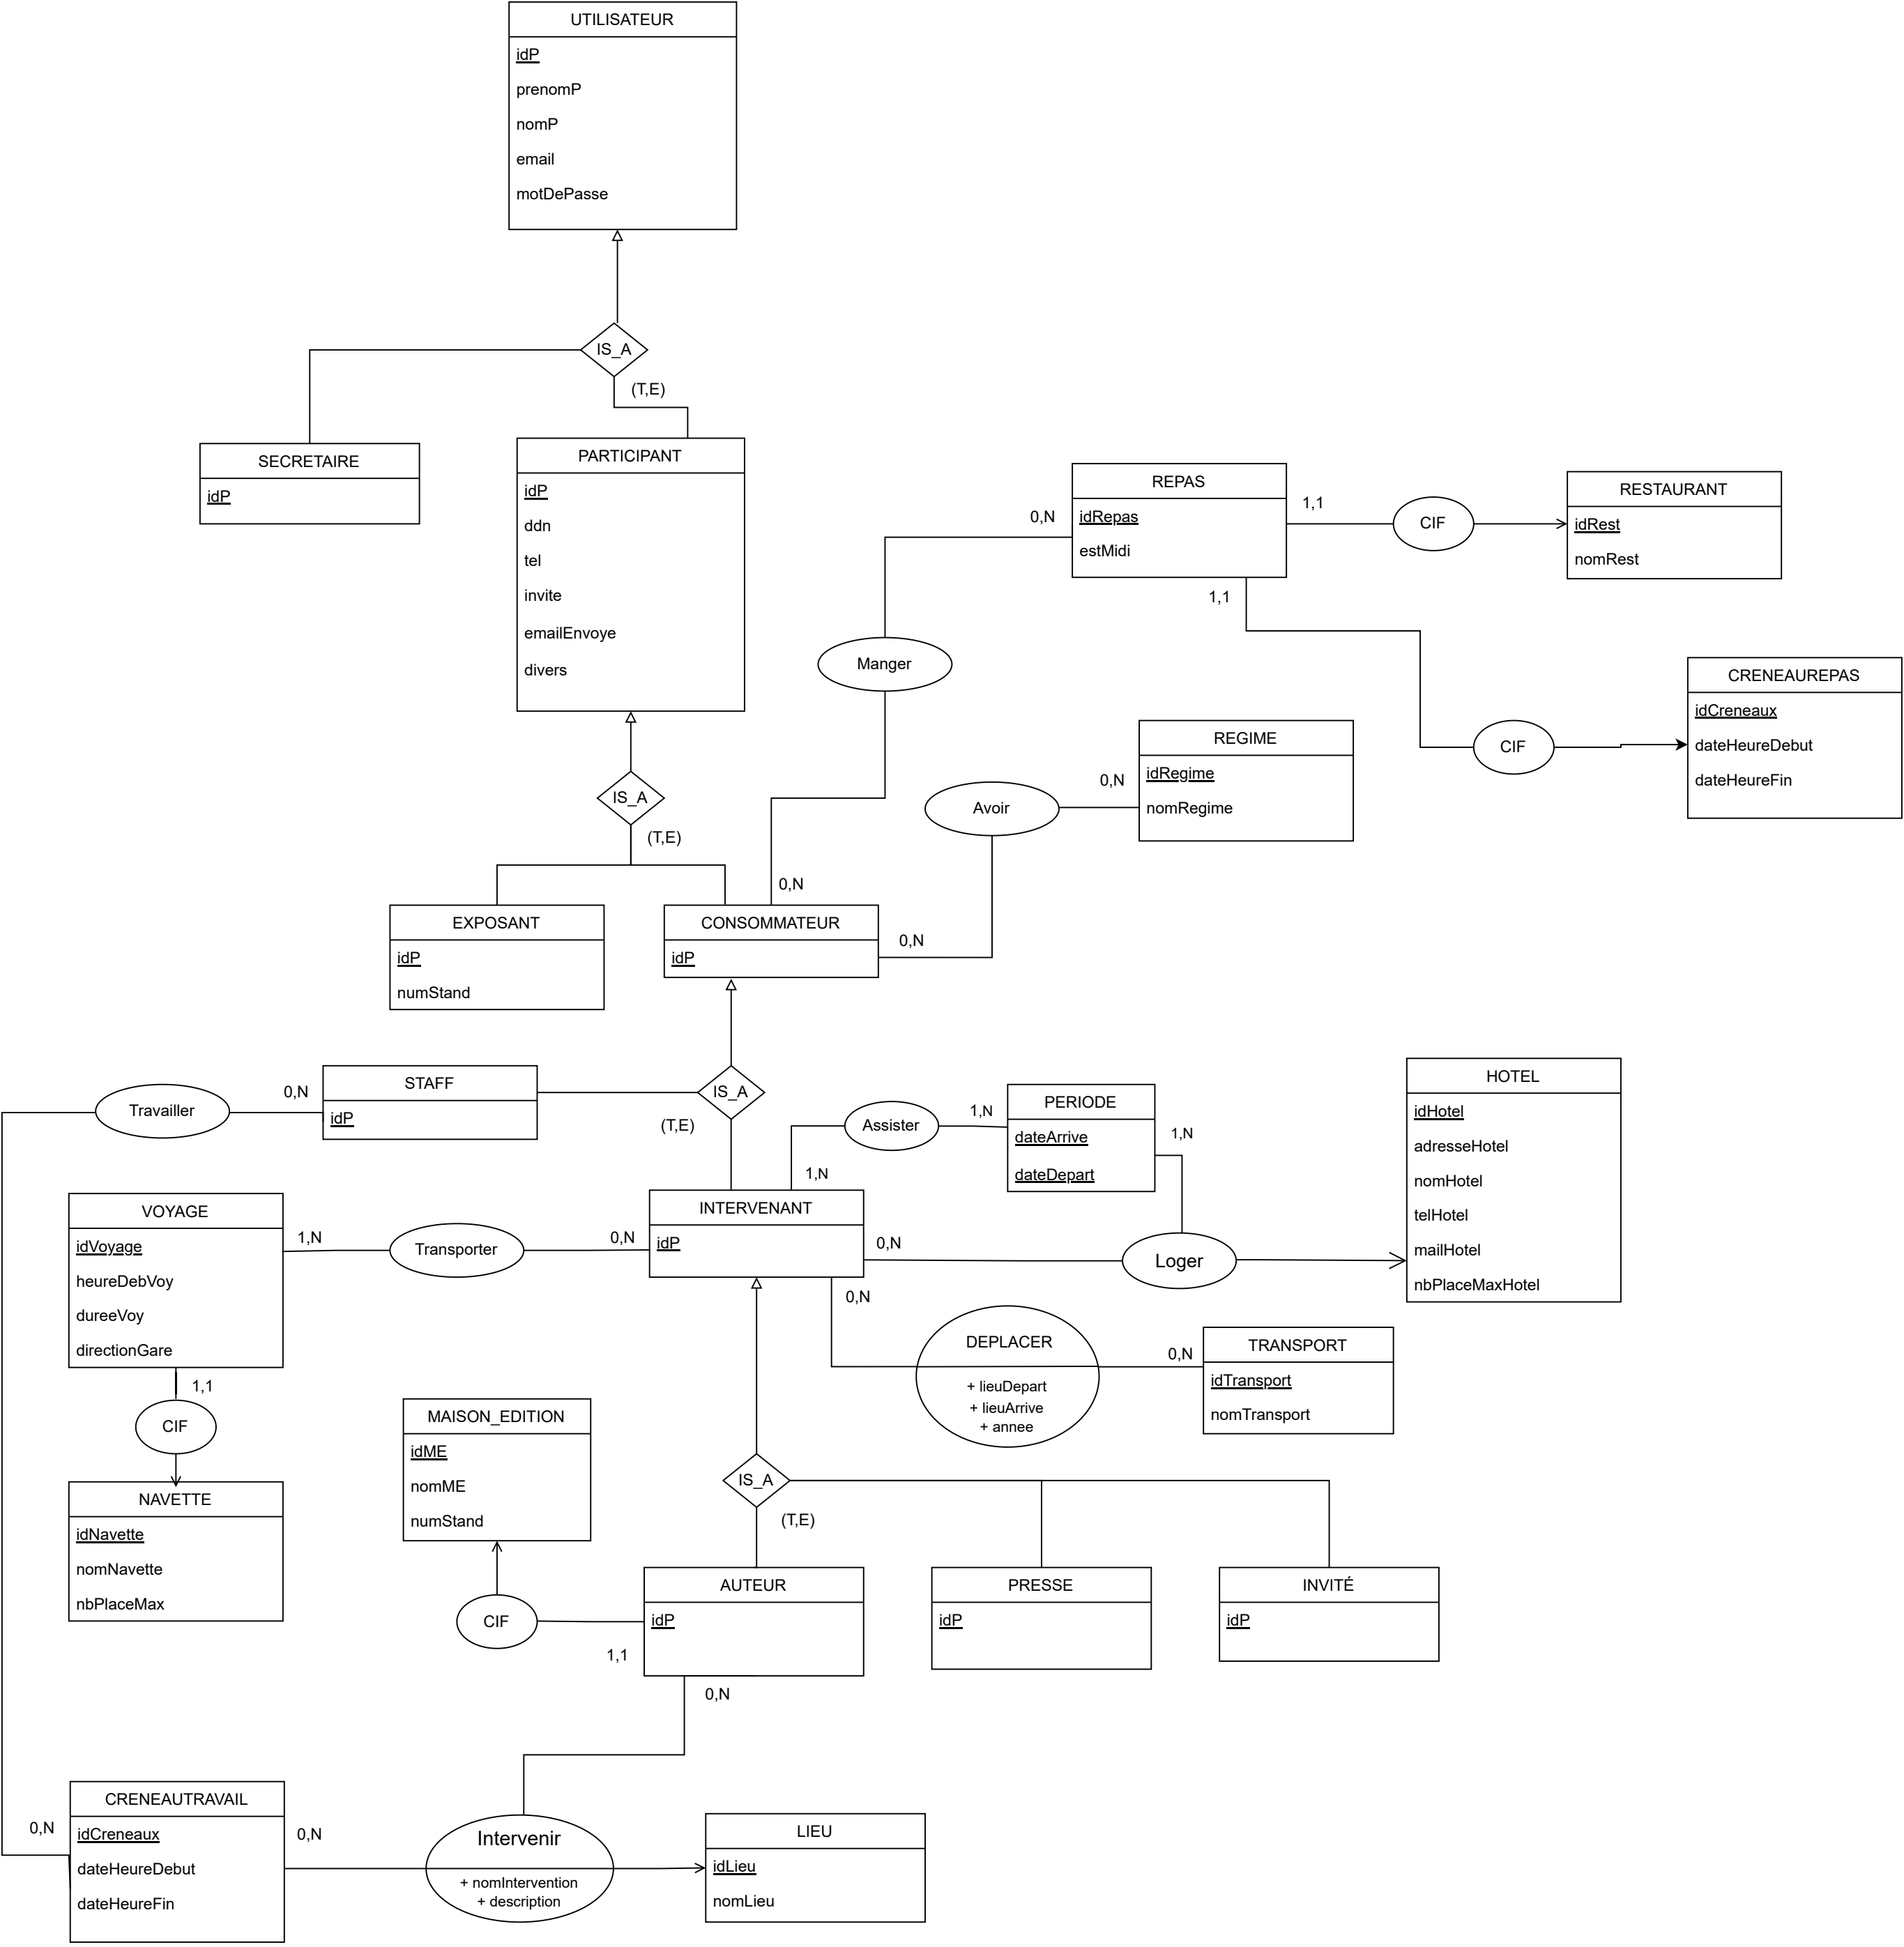 UTILISATEUR
idP
prenomP
nomP
email
motDePasse
IS_A
(T,E)
SECRETAIRE
idP
PARTICIPANT
idP
ddn
tel
invite
emailEnvoye
divers
REPAS
idRepas
estMidi
0,N
1,1
CIF
RESTAURANT
idRest
nomRest
1,1
Manger
CIF
CRENEAUREPAS
idCreneaux
dateHeureDebut
dateHeureFin
REGIME
idRegime
nomRegime
0,N
Avoir
IS_A
(T,E)
0,N
EXPOSANT
idP
numStand
CONSOMMATEUR
idP
0,N
Travailler
0,N
STAFF
idP
IS_A
(T,E)
Assister
1,N
PERIODE
dateArrive
dateDepart
1,N
HOTEL
idHotel
adresseHotel
nomHotel
telHotel
mailHotel
nbPlaceMaxHotel
1,N
VOYAGE
idVoyage
heureDebVoy
dureeVoy
directionGare
1,N
Transporter
0,N
INTERVENANT
idP
0,N
Loger
0,N
1,1
CIF
DEPLACER
+ lieuDepart
+ lieuArrive
+ annee
0,N
TRANSPORT
idTransport
nomTransport
MAISON_EDITION
idME
nomME
numStand
IS_A
(T,E)
NAVETTE
idNavette
nomNavette
nbPlaceMax
CIF
1,1
AUTEUR
idP
PRESSE
idP
INVITÉ
idP
0,N
0,N
CRENEAUTRAVAIL
idCreneaux
dateHeureDebut
dateHeureFin
0,N
Intervenir
+ nomIntervention
+ description
LIEU
idLieu
nomLieu